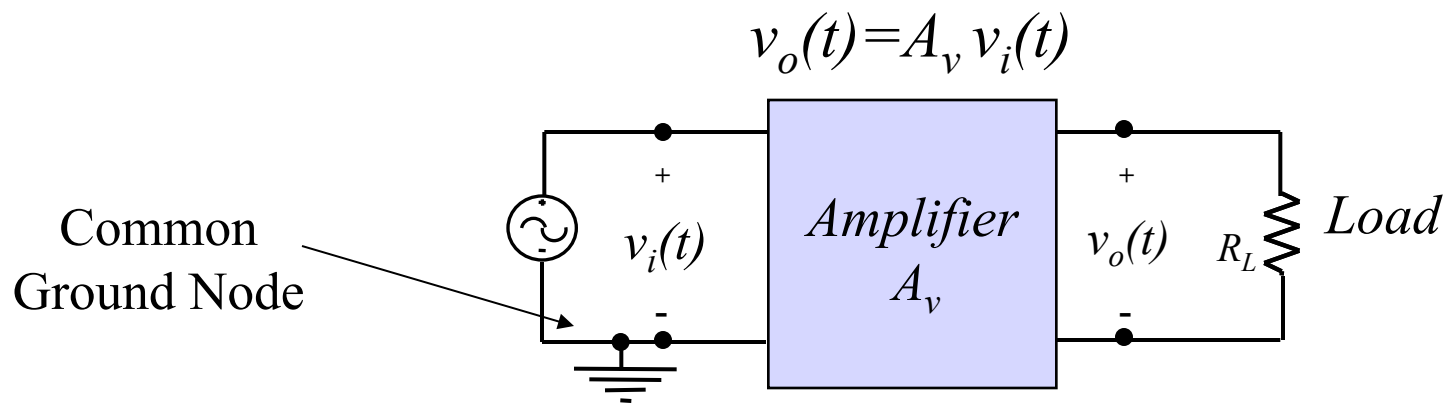 v_o(t)=A_v v_i(t)
+
+
+
-
Common
Ground Node
v_i(t)
Amplifier
A_v
v_o(t)
R_L
Load
-
-